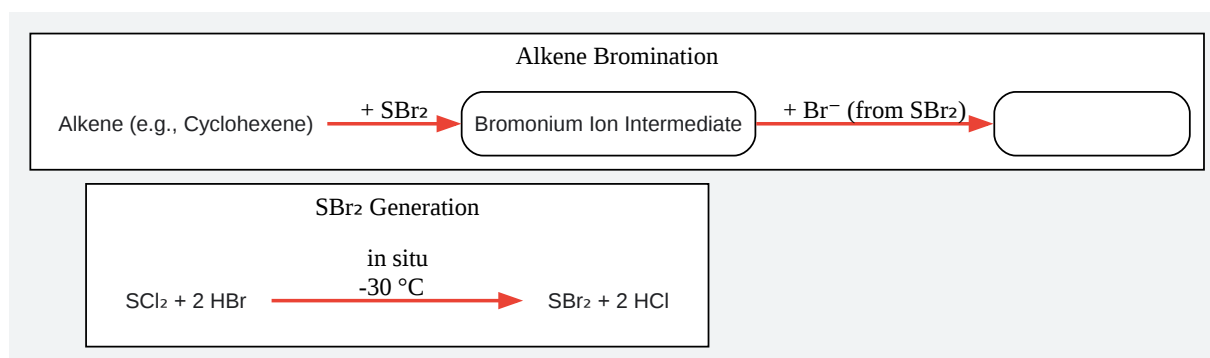 Alkene Bromination
Alkene (e.g., Cyclohexene)
+ SBr₂
Bromonium Ion Intermediate
+ Br⁻ (from SBr₂)
SBr₂ Generation
in situ
-30 °C
SCl₂ + 2 HBr
SBr₂ + 2 HCl